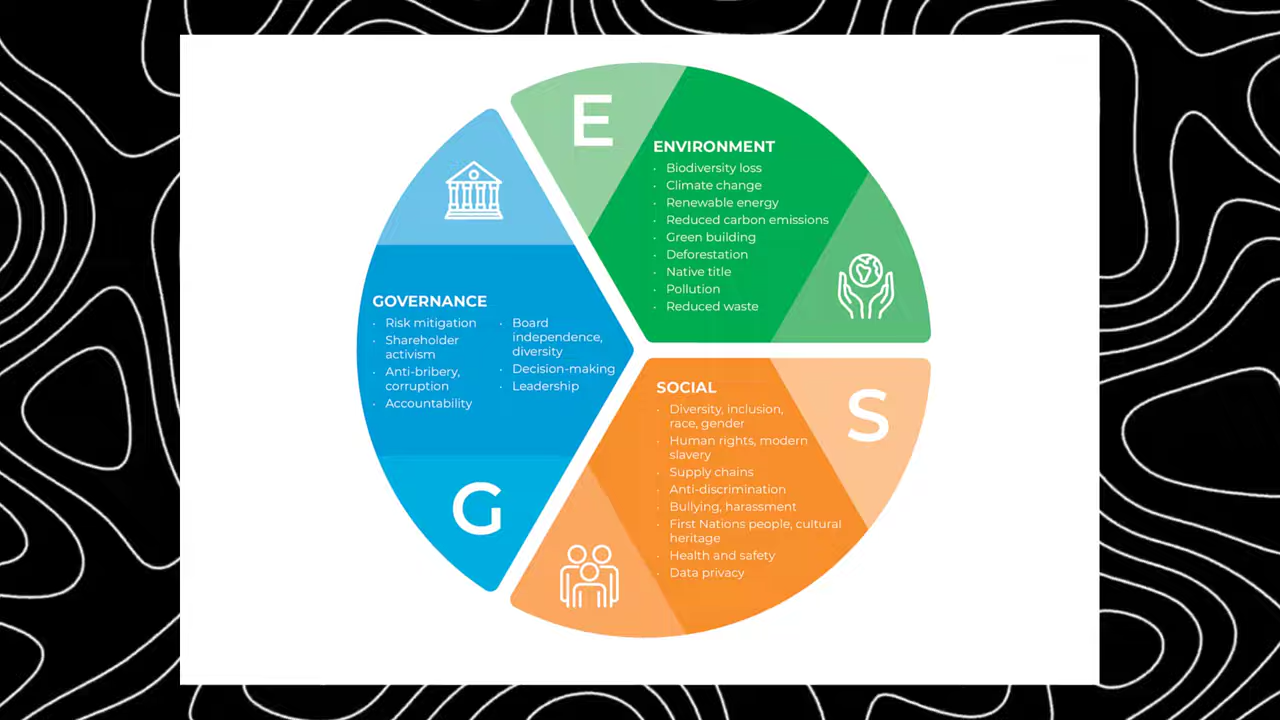 E
ENVIRONMENT
· Biodiversity loss
· Climate change
· Renewable energy
· Reduced carbon emissions
· Green building
· Deforestation
· Native title
· Pollution
· Reduced waste
S
SOCIAL
· Diversity, inclusion,
race, gender
· Human rights, modern
slavery
· Supply chains
· Anti-discrimination
· Bullying, harassment
· First Nations people, cultural
heritage
· Health and safety
· Data privacy
G
GOVERNANCE
· Risk mitigation
· Shareholder
activism
· Anti-bribery,
corruption
· Accountability
· Board
independence,
diversity
· Decision-making
· Leadership